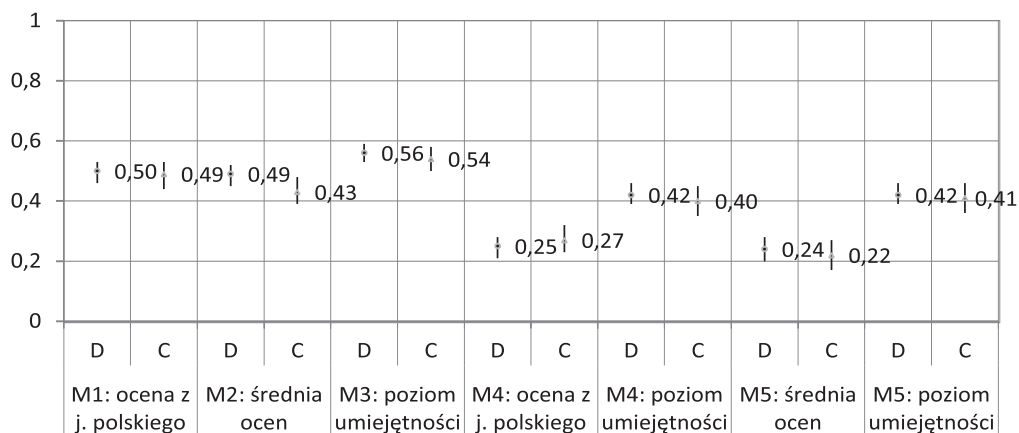 1
0,8
0,6
0,4
0,2
0
0,50
0,49
0,49
0,43
0,56
0,54
0,25
0,27
0,42
0,40
0,24
0,22
0,42
0,41
D C D C D C D C D C D C D C
M1: ocena z j. polskiego
M2: średnia ocen
M3: poziom umiejętności
M4: ocena z j. polskiego
M4: poziom umiejętności
M5: średnia ocen
M5: poziom umiejętności